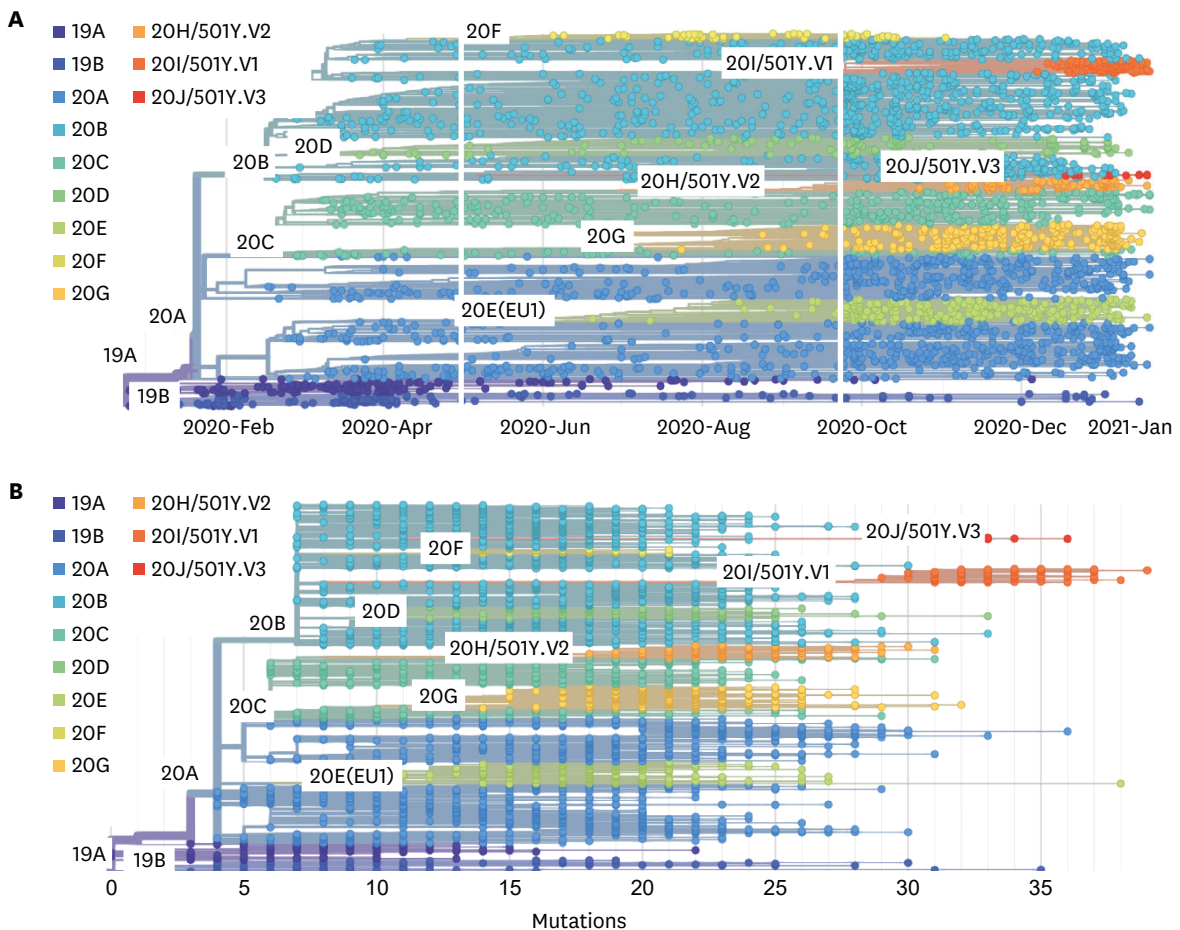 A
19A 20H/501Y.V2
19B 20I/501Y.V1
20A 20J/501Y.V3
20B
20C
20D
20E
20F
20G
20F
20I/501Y.V1
20D
20B
20J/501Y.V3
20H/501Y.V2
20G
20C
20E(EU1)
20A
19A
19B
2020-Feb 2020-Apr 2020-Jun 2020-Aug 2020-Oct 2020-Dec 2021-Jan
B
19A 20H/501Y.V2
19B 20I/501Y.V1
20A 20J/501Y.V3
20B
20C
20D
20E
20F
20G
20J/501Y.V3
20F
20I/501Y.V1
20D
20B
20H/501Y.V2
20G
20C
20A
20E(EU1)
19A
19B
0 5 10 15 20 25 30 35
Mutations